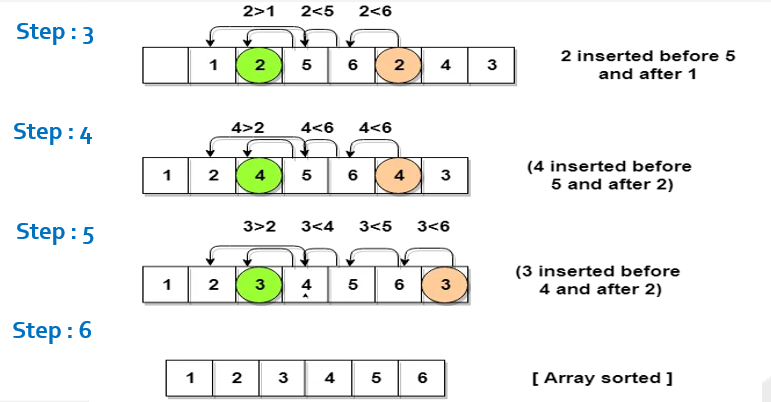 Step : 3
2>1 2<5 2<6
1 2 5 6 2 4 3
2 inserted before 5
and after 1
Step : 4
4>2 4<6 4<6
1 2 4 5 6 4 3
(4 inserted before
5 and after 2)
Step : 5
3>2 3<4 3<5 3<6
1 2 3 4 5 6 3
(3 inserted before
4 and after 2)
Step : 6
1 2 3 4 5 6
[ Array sorted ]